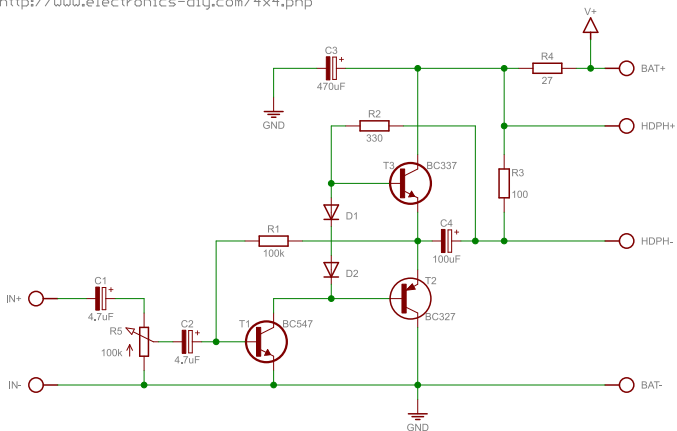 http://www.electronics-diy.com/4x4.php
V+
C3
470uF
R4
27
BAT+
GND
R2
330
HDPH+
T3
BC337
R3
100
D1
R1
100k
C4
100uF
HDPH-
D2
T2
IN+
C1
4.7uF
BC327
R5
100k
C2
4.7uF
T1
BC547
IN-
BAT-
GND